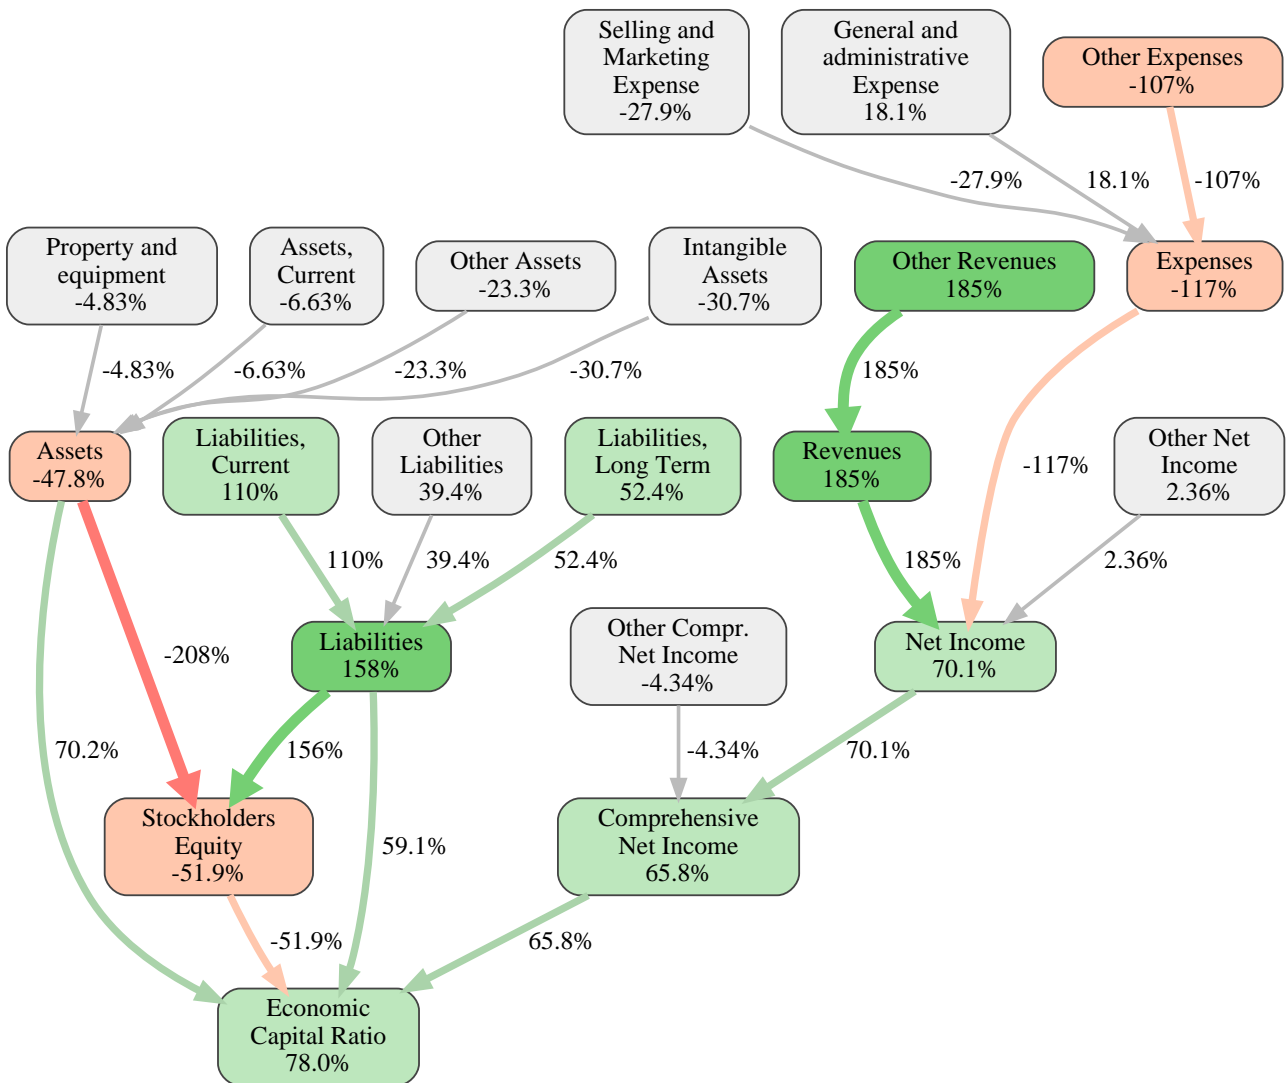 Selling and
Marketing
Expense
-27.9%
General and
administrative
Expense
18.1%
Other Expenses
-107%
-27.9%
18.1%
-107%
Property and
equipment
-4.83%
Assets,
Current
-6.63%
Other Assets
-23.3%
Intangible
Assets
-30.7%
Other Revenues
185%
Expenses
-117%
-4.83%
-6.63%
-23.3%
-30.7%
185%
-117%
Assets
-47.8%
Liabilities,
Current
110%
Other
Liabilities
39.4%
Liabilities,
Long Term
52.4%
Revenues
185%
Other Net
Income
2.36%
110%
39.4%
52.4%
185%
2.36%
-208%
Liabilities
158%
Other Compr.
Net Income
-4.34%
Net Income
70.1%
70.2%
156%
-4.34%
70.1%
Stockholders
Equity
-51.9%
59.1%
Comprehensive
Net Income
65.8%
-51.9%
65.8%
Economic
Capital Ratio
78.0%